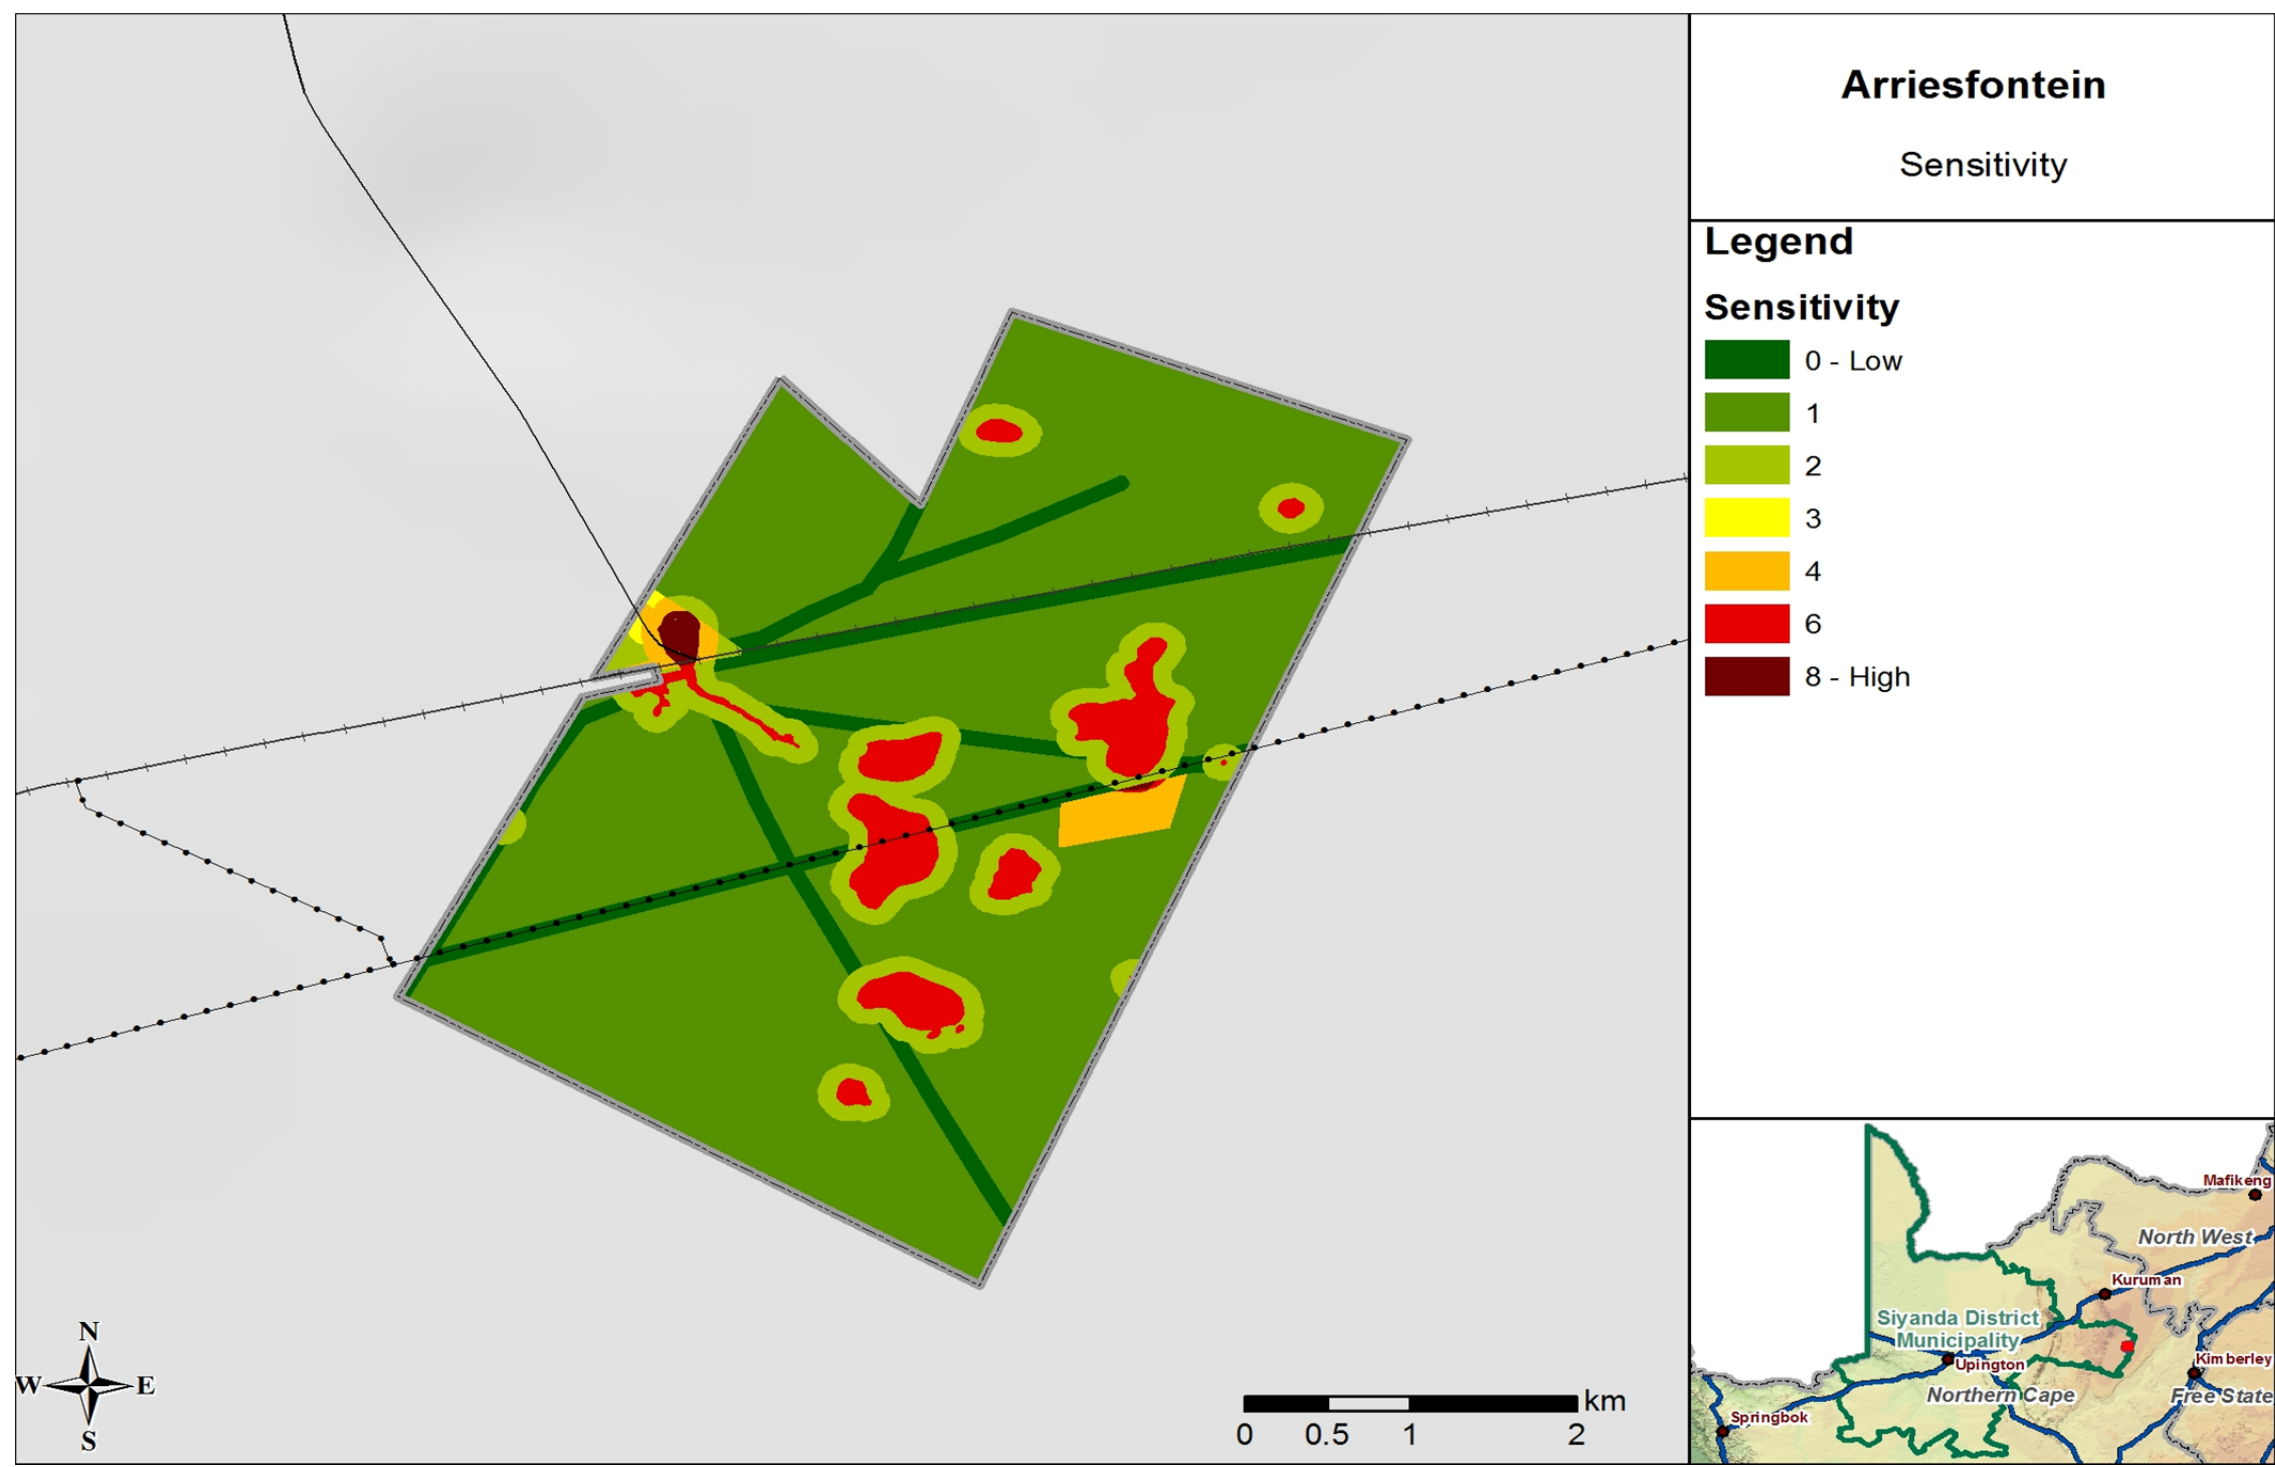 Arriesfontein
Sensitivity
Legend
Sensitivity
0 - Low
1
2
3
4
6
8 - High
N
W E
S
km
0 0.5 1 2
Mafikeng
North West
Kuruman
Siyanda District
Municipality
Upington
Kimberley
Northern Cape
Free State
Springbok